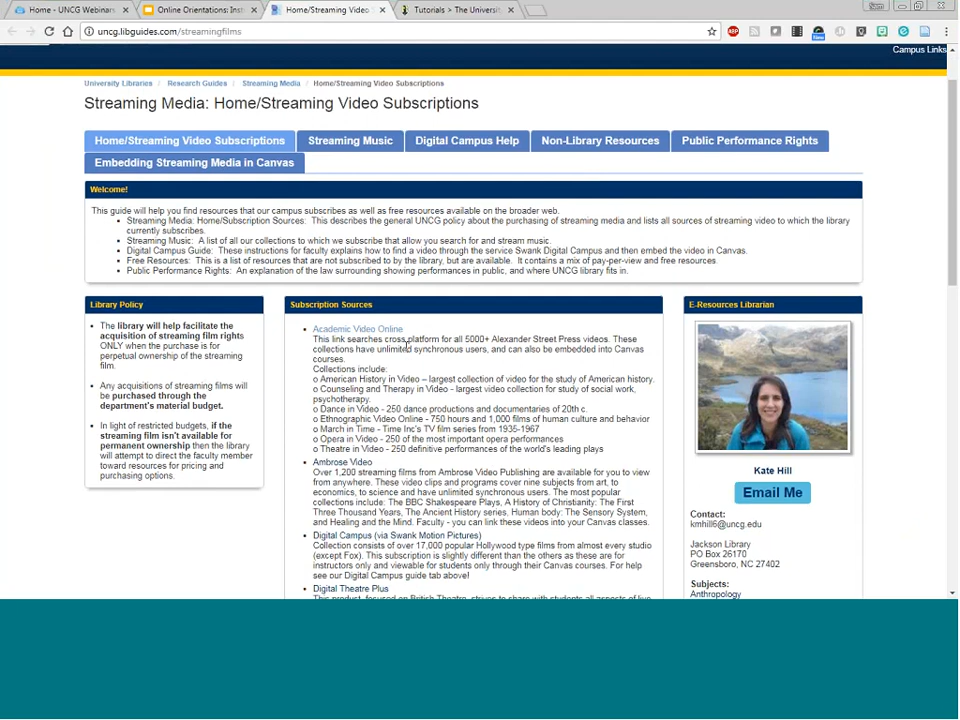 Home - UNCG Webinars
Online Orientations: Inst
Home/Streaming Video
Tutorials > The Universi
uncg.libguides.com/streamingfilms
Campus Links
University Libraries / Research Guides / Streaming Media / Home/Streaming Video Subscriptions
Streaming Media: Home/Streaming Video Subscriptions
Home/Streaming Video Subscriptions
Streaming Music
Digital Campus Help
Non-Library Resources
Public Performance Rights
Embedding Streaming Media in Canvas
Welcome!
This guide will help you find resources that our campus subscribes as well as free resources available on the broader web.
• Streaming Media: Home/Subscription Sources: This describes the general UNCG policy about the purchasing of streaming media and lists all sources of streaming video to which the library
currently subscribes.
• Streaming Music: A list of all our collections to which we subscribe that allow you search for and stream music.
• Digital Campus Guide: These instructions for faculty explains how to find a video through the service Swank Digital Campus and then embed the video in Canvas.
• Free Resources: This is a list of resources that are not subscribed to by the library, but are available. It contains a mix of pay-per-view and free resources.
• Public Performance Rights: An explanation of the law surrounding showing performances in public, and where UNCG library fits in.
Library Policy
• The library will help facilitate the
acquisition of streaming film rights
ONLY when the purchase is for
perpetual ownership of the streaming
film.
• Any acquisitions of streaming films will
be purchased through the
department's material budget.
• In light of restricted budgets, if the
streaming film isn't available for
permanent ownership then the library
will attempt to direct the faculty member
toward resources for pricing and
purchasing options.
Subscription Sources
• Academic Video Online
This link searches cross platform for all 5000+ Alexander Street Press videos. These
collections have unlimited synchronous users, and can also be embedded into Canvas
courses.
Collections include:
o American History in Video – largest collection of video for the study of American history.
o Counseling and Therapy in Video - largest video collection for study of social work,
psychotherapy.
o Dance in Video - 250 dance productions and documentaries of 20th c.
o Ethnographic Video Online - 750 hours and 1,000 films of human culture and behavior
o March in Time - Time Inc's TV film series from 1935-1967
o Opera in Video - 250 of the most important opera performances
o Theatre in Video - 250 definitive performances of the world's leading plays
• Ambrose Video
Over 1,200 streaming films from Ambrose Video Publishing are available for you to view
from anywhere. These video clips and programs cover nine subjects from art, to
economics, to science and have unlimited synchronous users. The most popular
collections include: The BBC Shakespeare Plays, A History of Christianity: The First
Three Thousand Years, The Ancient History series, Human body: The Sensory System,
and Healing and the Mind. Faculty - you can link these videos into your Canvas classes.
• Digital Campus (via Swank Motion Pictures)
Collection consists of over 17,000 popular Hollywood type films from almost every studio
(except Fox). This subscription is slightly different than the others as these are for
instructors only and viewable for students only through their Canvas courses. For help
see our Digital Campus guide tab above!
• Digital Theatre Plus
This product, focused on British Theatre, strives to share with students all aspects of live
E-Resources Librarian
Kate Hill
Email Me
Contact:
kmhill6@uncg.edu
Jackson Library
PO Box 26170
Greensboro, NC 27402
Subjects:
Anthropology